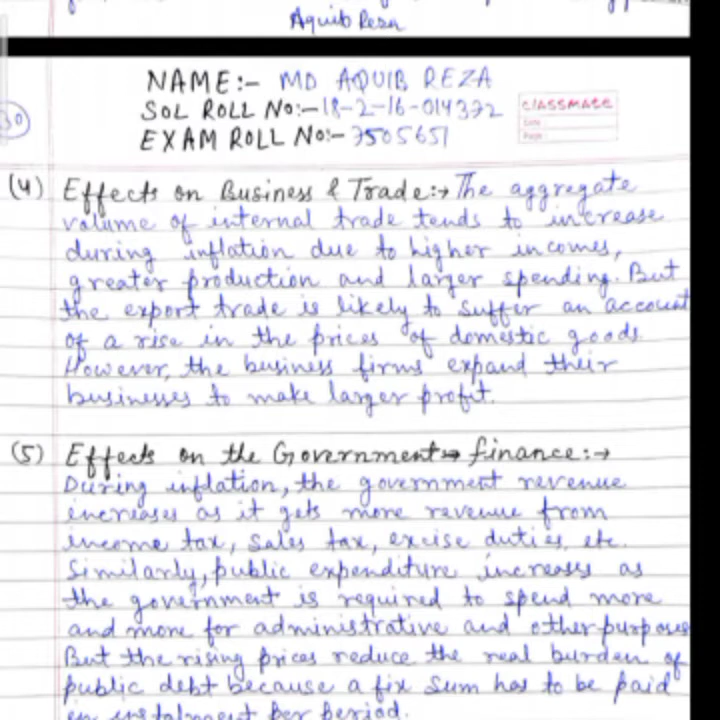 Aquib Reza
NAME:- MD AQUIB REZA
SOL ROLL No:- 18-2-16-014372
EXAM ROLL No:- 7505651
CLASSMATE
30
(4) Effects on Business & Trade:→ The aggregate
volume of internal trade tends to increase
during inflation due to higher incomes,
greater production and larger spending. But
the export trade is likely to suffer an account
of a rise in the prices of domestic goods.
However, the business firms expand their
businesses to make larger profit.
(5) Effects on the Government→ finance:→
During inflation, the government revenue
increases as it gets more revenue from
income tax, sales tax, excise duties, etc.
Similarly, public expenditure increases as
the government is required to spend more
and more for administrative and other purposes
But the rising prices reduce the real burden of
public debt because a fix sum has to be paid
in instalment per period.